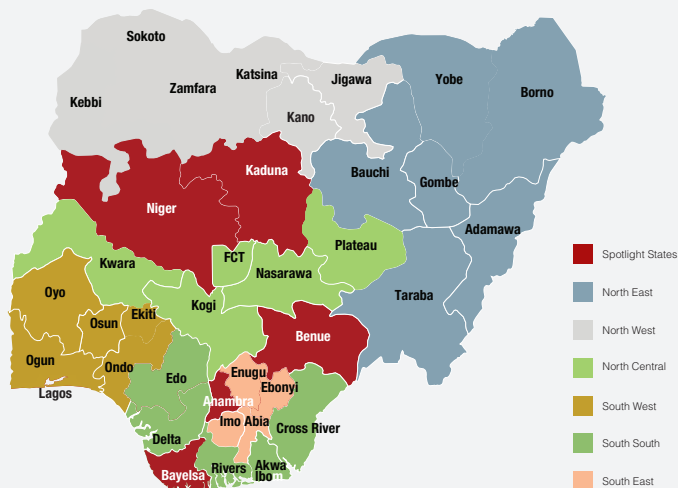 Sokoto
Katsina
Jigawa
Yobe
Borno
Kebbi
Zamfara
Kano
Kaduna
Bauchi
Gombe
Niger
Adamawa
Plateau
FCT
Kwara
Nasarawa
Kogi
Taraba
Oyo
Osun
Ekiti
Benue
Ogun
Ondo
Lagos
Edo
Enugu
Ebonyi
Anambra
Imo
Abia
Cross River
Delta
Rivers
Akwa
Ibom
Bayelsa
Spotlight States
North East
North West
North Central
South West
South South
South East